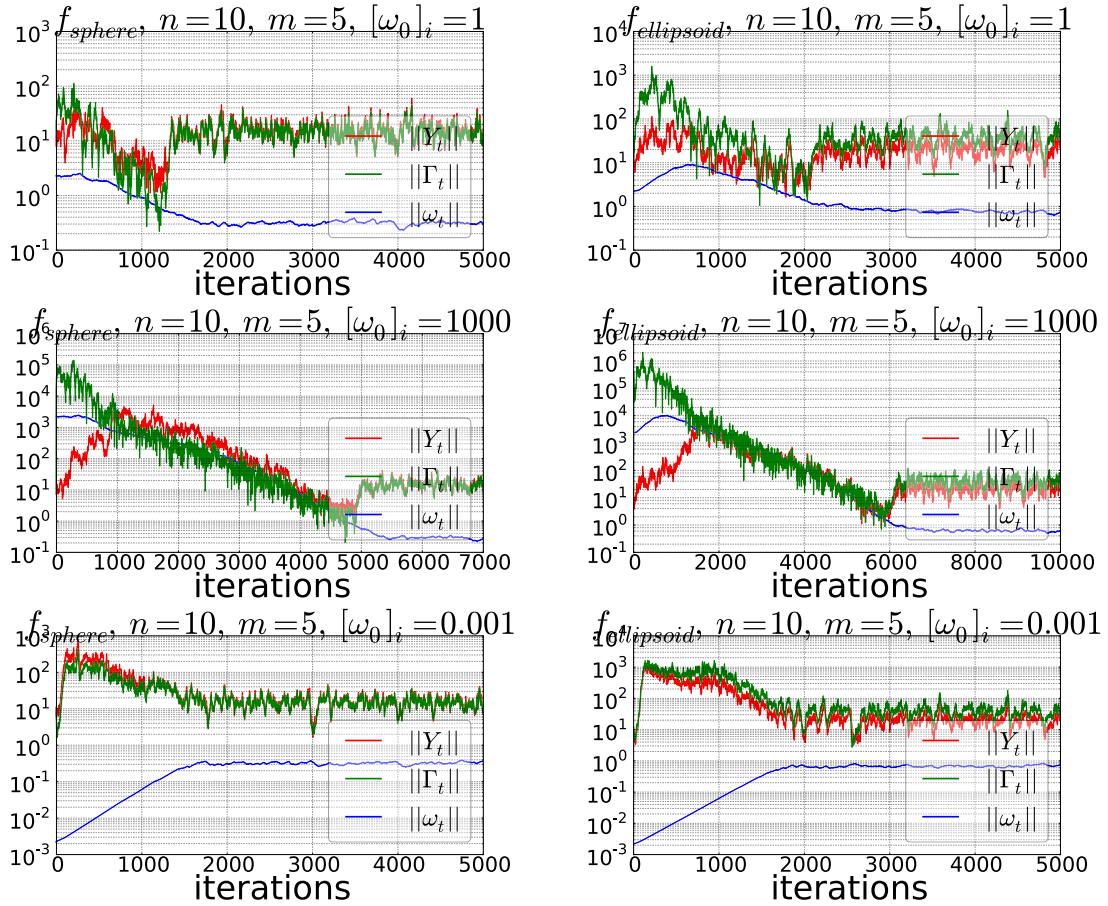 f_sphere, n=10, m=5, [ω_0]_i=1
10^3
10^2
10^1
10^0
10^-1
||Y_t||
||Γ_t||
||ω_t||
0 1000 2000 3000 4000 5000
iterations
f_ellipsoid, n=10, m=5, [ω_0]_i=1
10^4
10^3
10^2
10^1
10^0
10^-1
||Y_t||
||Γ_t||
||ω_t||
0 1000 2000 3000 4000 5000
iterations
f_sphere, n=10, m=5, [ω_0]_i=1000
10^6
10^5
10^4
10^3
10^2
10^1
10^0
10^-1
||Y_t||
||Γ_t||
||ω_t||
0 1000 2000 3000 4000 5000 6000 7000
iterations
f_ellipsoid, n=10, m=5, [ω_0]_i=1000
10^7
10^6
10^5
10^4
10^3
10^2
10^1
10^0
10^-1
||Y_t||
||Γ_t||
||ω_t||
0 2000 4000 6000 8000 10000
iterations
f_sphere, n=10, m=5, [ω_0]_i=0.001
10^3
10^2
10^1
10^0
10^-1
10^-2
10^-3
||Y_t||
||Γ_t||
||ω_t||
0 1000 2000 3000 4000 5000
iterations
f_ellipsoid, n=10, m=5, [ω_0]_i=0.001
10^4
10^3
10^2
10^1
10^0
10^-1
10^-2
10^-3
||Y_t||
||Γ_t||
||ω_t||
0 1000 2000 3000 4000 5000
iterations